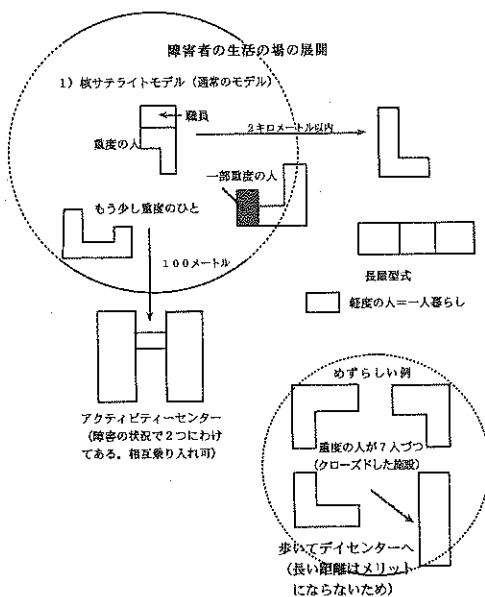 障害者の生活の場の展開
1）核サテライトモデル（通常のモデル）
職員
重度の人
2キロメートル以内
一部重度の人
もう少し重度のひと
100メートル
長屋型式
軽度の人＝一人暮らし
アクティビティーセンター
（障害の状況で2つにわけ
てある。相互乗り入れ可）
めずらしい例
重度の人が7人づつ
（クローズドした施設）
歩いてデイセンターへ
（長い距離はメリット
にならないため）